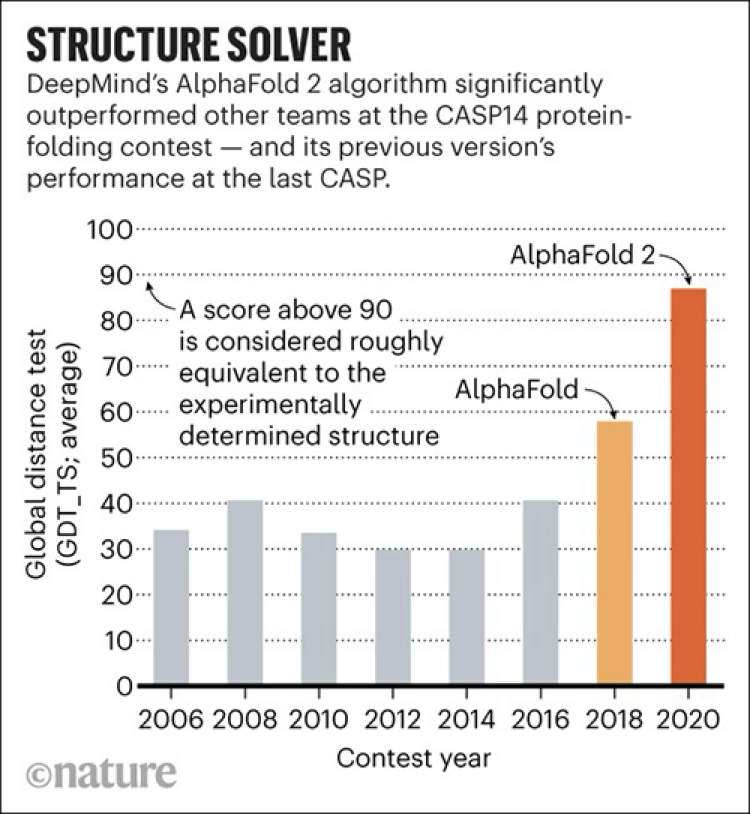 STRUCTURE SOLVER
DeepMind’s AlphaFold 2 algorithm significantly
outperformed other teams at the CASP14 protein-
folding contest — and its previous version’s
performance at the last CASP.
100
90
80
70
60
50
40
30
20
10
0
Global distance test
(GDT_TS; average)
A score above 90
is considered roughly
equivalent to the
experimentally
determined structure
AlphaFold 2
AlphaFold
2006 2008 2010 2012 2014 2016 2018 2020
Contest year
©nature